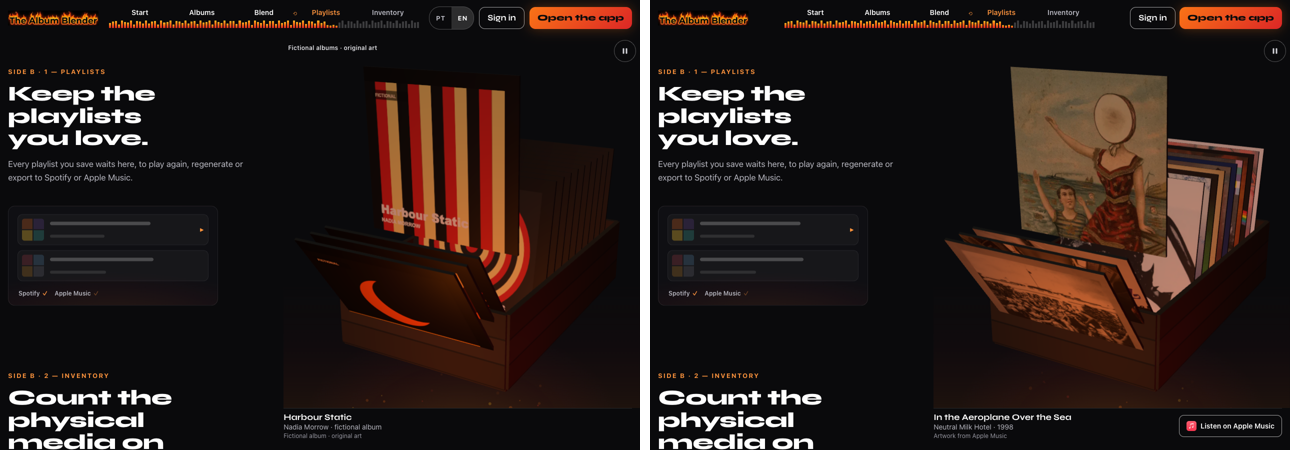 The Album Blender
Start Albums Blend Playlists Inventory
PT EN
Sign in
Open the app
Fictional albums · original art
SIDE B · 1 — PLAYLISTS
Keep the
playlists
you love.
Every playlist you save waits here, to play again, regenerate or
export to Spotify or Apple Music.
Spotify ✓ Apple Music ✓
FICTIONAL
Harbour Static
NADIA MORROW
SIDE B · 2 — INVENTORY
Count the
physical
media on
Harbour Static
Nadia Morrow · fictional album
Fictional album · original art
The Album Blender
Start Albums Blend Playlists Inventory
Sign in
Open the app
SIDE B · 1 — PLAYLISTS
Keep the
playlists
you love.
Every playlist you save waits here, to play again, regenerate or
export to Spotify or Apple Music.
Spotify ✓ Apple Music ✓
SIDE B · 2 — INVENTORY
Count the
physical
media on
In the Aeroplane Over the Sea
Neutral Milk Hotel · 1998
Artwork from Apple Music
Listen on Apple Music